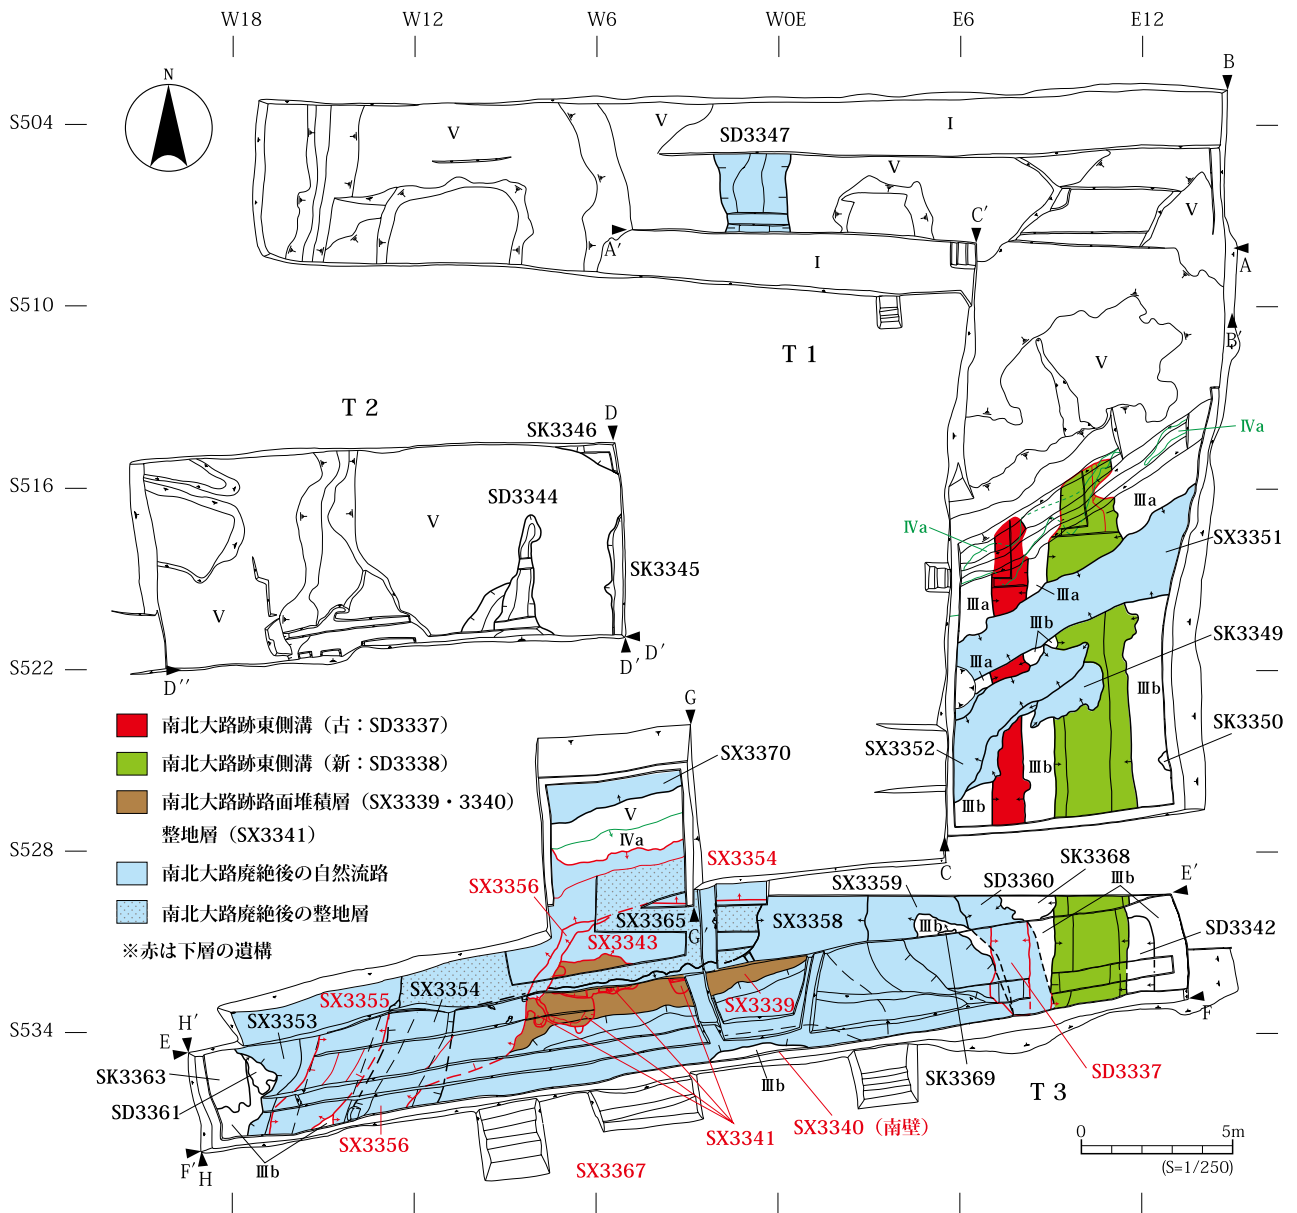 W18
W12
W6
W0E
E6
E12
N
B
S504
V
V
I
SD3347
V
V
C′
A′
I
A
S510
B′
T 1
V
T 2
D
SK3346
Ⅳa
S516
SD3344
V
Ⅲa
Ⅳa
SX3351
SK3345
Ⅲa
Ⅲa
V
Ⅲb
SK3349
D′
D′
Ⅲa
S522
D′′
Ⅲb
G
SK3350
南北大路跡東側溝（古：SD3337）
南北大路跡東側溝（新：SD3338）
南北大路跡路面堆積層（SX3339・3340）
整地層（SX3341）
南北大路廃絶後の自然流路
南北大路廃絶後の整地層
※赤は下層の遺構
SX3370
SX3352
Ⅲb
Ⅲb
V
Ⅳa
S528
SX3354
C
SK3368
E′
SX3356
SX3359
SD3360
Ⅲb
SX3365
SX3358
Ⅲb
SD3342
G′
SX3343
SX3355
SX3354
SX3339
SX3353
F
S534
H′
E
SK3363
SD3361
Ⅲb
SK3369
SD3337
T 3
SX3356
SX3341
SX3340（南壁）
0
5m
(S=1/250)
F′
H
Ⅲb
SX3367